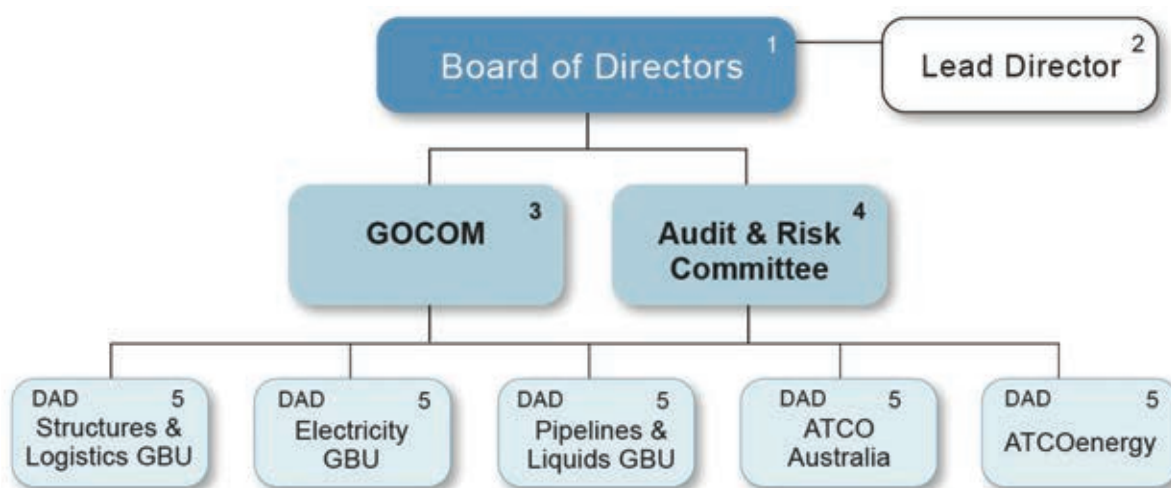 Board of Directors 1
Lead Director 2
GOCOM 3
Audit & Risk 4
Committee
DAD 5
Structures &
Logistics GBU
DAD 5
Electricity
GBU
DAD 5
Pipelines &
Liquids GBU
DAD 5
ATCO
Australia
DAD 5
ATCOenergy